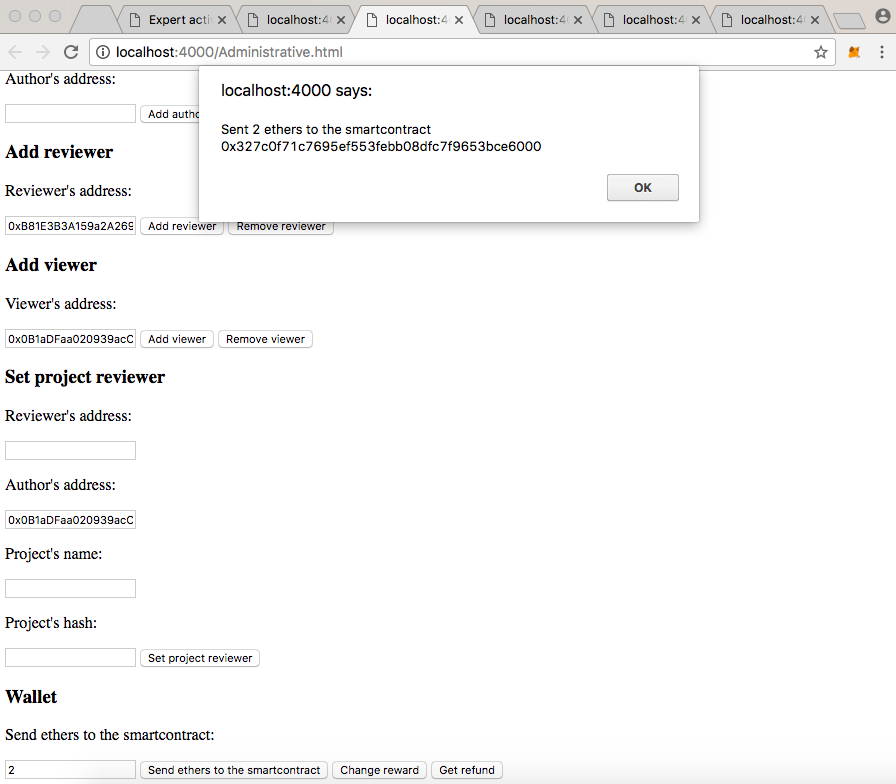 Expert acti
localhost:40
localhost:4
localhost:4
localhost:4
localhost:40
localhost:4000/Administrative.html
localhost:4000 says:
Sent 2 ethers to the smartcontract
0x327c0f71c7695ef553febb08dfc7f9653bce6000
OK
Author's address:
Add autho
Add reviewer
Reviewer's address:
0xB81E3B3A159a2A269 Add reviewer Remove reviewer
Add viewer
Viewer's address:
0x0B1aDFaa020939acC Add viewer Remove viewer
Set project reviewer
Reviewer's address:
Author's address:
0x0B1aDFaa020939acC
Project's name:
Project's hash:
Set project reviewer
Wallet
Send ethers to the smartcontract:
2 Send ethers to the smartcontract Change reward Get refund